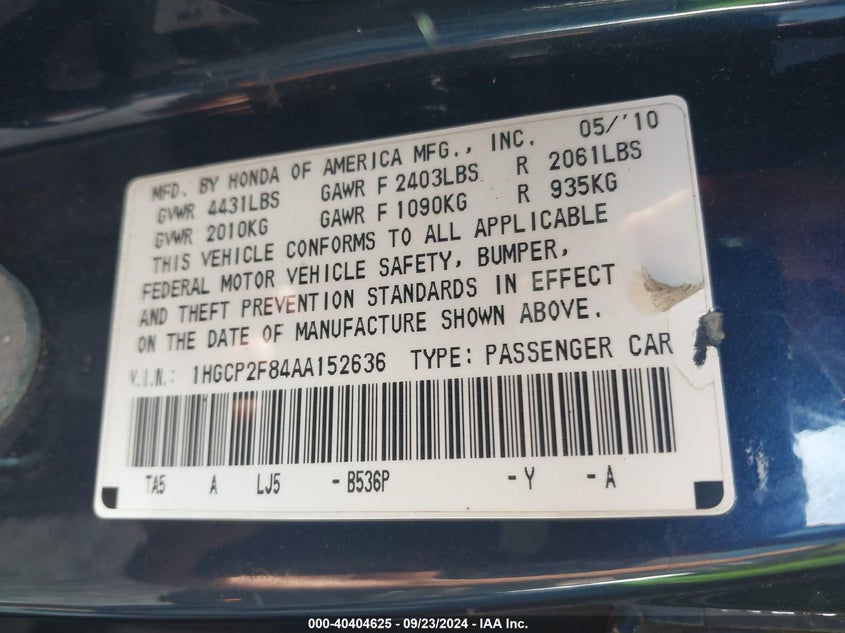 MFD. BY HONDA OF AMERICA MFG., INC. 05/'10
GVWR 4431LBS GAWR F 2403LBS R 2061LBS
GVWR 2010KG GAWR F 1090KG R 935KG
THIS VEHICLE CONFORMS TO ALL APPLICABLE
FEDERAL MOTOR VEHICLE SAFETY, BUMPER,
AND THEFT PREVENTION STANDARDS IN EFFECT
ON THE DATE OF MANUFACTURE SHOWN ABOVE.
V.I.N.: 1HGCP2F84AA152636 TYPE: PASSENGER CAR
TA5 A LJ5 - B536P - Y - A
000-40404625 - 09/23/2024 - IAA Inc.